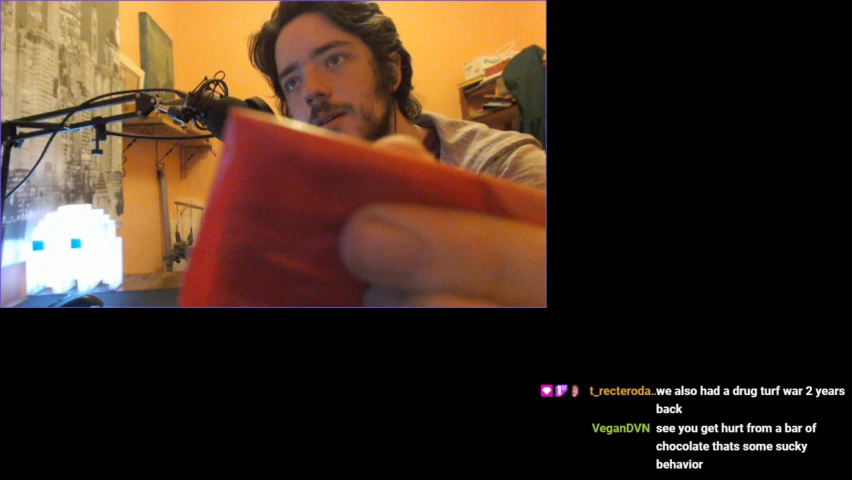 t_recteroda..we also had a drug turf war 2 years
back
VeganDVN see you get hurt from a bar of
chocolate thats some sucky
behavior